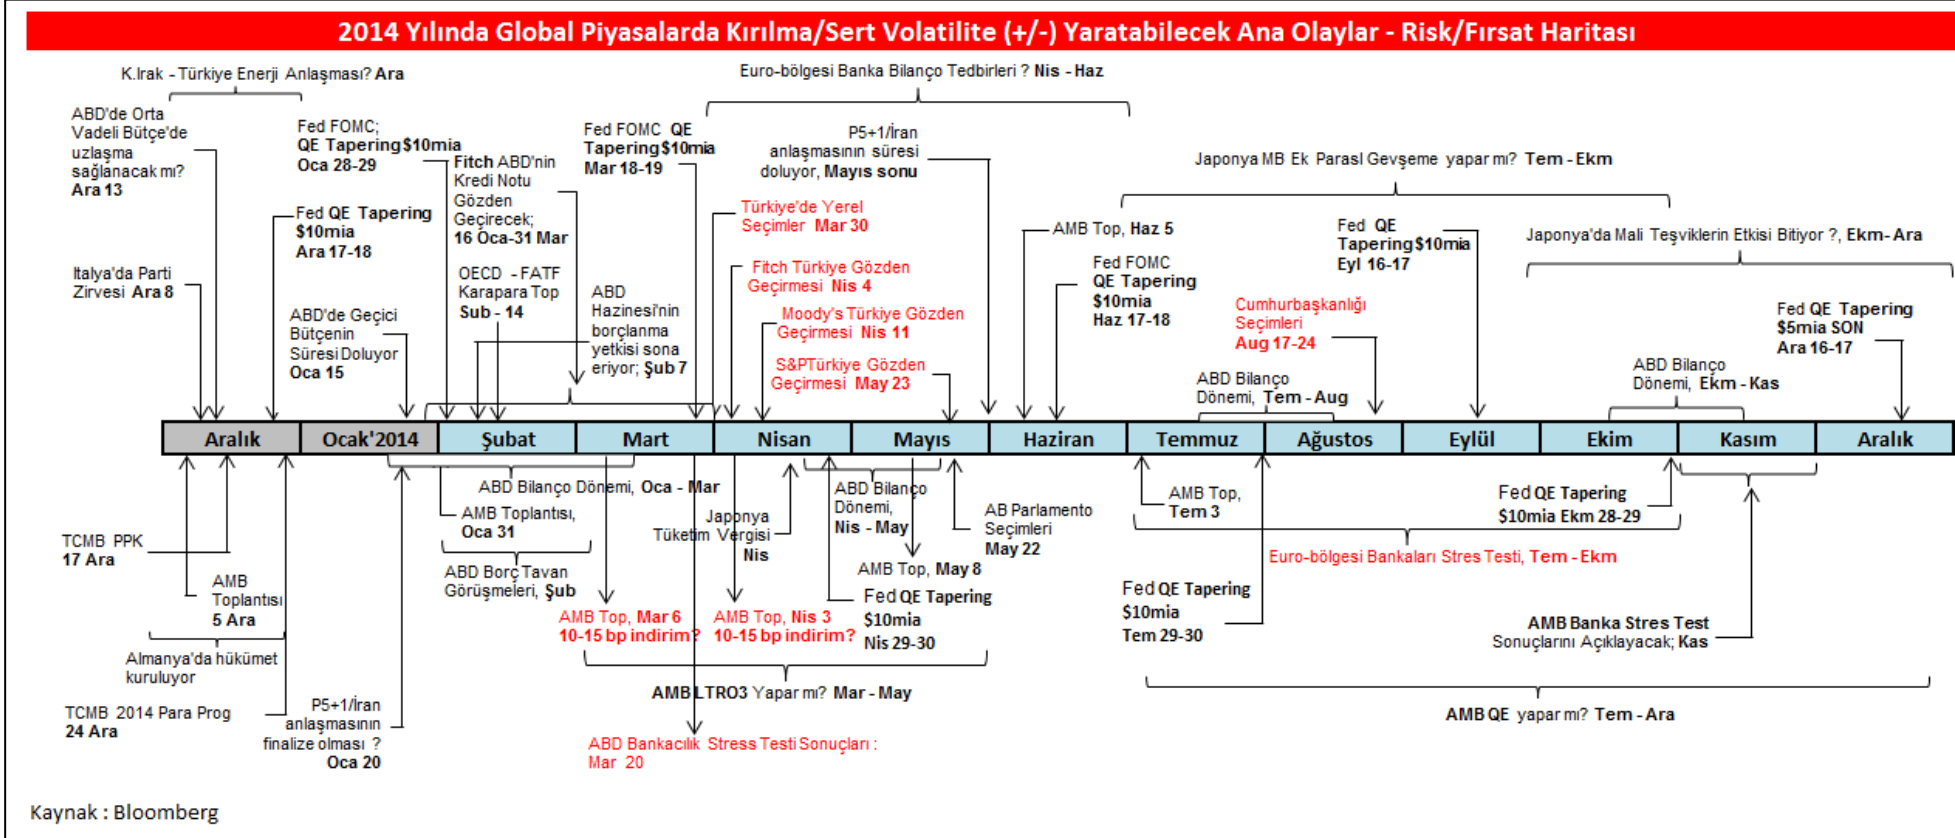 2014 Yılında Global Piyasalarda Kırılma/Sert Volatilite (+/-) Yaratabilecek Ana Olaylar - Risk/Fırsat Haritası
K.Irak - Türkiye Enerji Anlaşması? Ara
Euro-bölgesi Banka Bilanço Tedbirleri ? Nis - Haz
ABD'de Orta
Vadeli Bütçe'de
uzlaşma
sağlanacak mı?
Ara 13
Fed FOMC;
QE Tapering $10mia
Oca 28-29
Fitch ABD'nin
Kredi Notu
Gözden
Geçirecek;
16 Oca-31 Mar
Fed FOMC QE
Tapering $10mia
Mar 18-19
P5+1/İran
anlaşmasının süresi
doluyor, Mayıs sonu
Japonya MB Ek Parasl Gevşeme yapar mı? Tem - Ekm
Fed QE Tapering
$10mia
Ara 17-18
Türkiye'de Yerel
Seçimler Mar 30
AMB Top, Haz 5
Fed QE
Tapering $10mia
Eyl 16-17
Japonya'da Mali Teşviklerin Etkisi Bitiyor ?, Ekm- Ara
Italya'da Parti
Zirvesi Ara 8
OECD - FATF
Karapara Top
Sub - 14
ABD
Hazinesi'nin
borçlanma
yetkisi sona
eriyor; Şub 7
Fitch Türkiye Gözden
Geçirmesi Nis 4
Fed FOMC
QE Tapering
$10mia
Haz 17-18
ABD'de Geçici
Bütçenin
Süresi Doluyor
Oca 15
Moody's Türkiye Gözden
Geçirmesi Nis 11
Cumhurbaşkanlığı
Seçimleri
Aug 17-24
Fed QE Tapering
$5mia SON
Ara 16-17
S&PTürkiye Gözden
Geçirmesi May 23
ABD Bilanço
Dönemi, Tem - Aug
ABD Bilanço
Dönemi, Ekm - Kas
Aralık Ocak'2014 Şubat Mart Nisan Mayıs Haziran Temmuz Ağustos Eylül Ekim Kasım Aralık
ABD Bilanço Dönemi, Oca - Mar
AMB Toplantısı,
Oca 31
Japonya
Tüketim Vergisi
Nis
ABD Bilanço
Dönemi,
Nis - May
AB Parlamento
Seçimleri
May 22
AMB Top,
Tem 3
Fed QE Tapering
$10mia Ekm 28-29
TCMB PPK
17 Ara
AMB
Toplantısı
5 Ara
ABD Borç Tavan
Görüşmeleri, Şub
AMB Top, May 8
Euro-bölgesi Bankaları Stres Testi, Tem - Ekm
AMB Top, Mar 6
10-15 bp indirim?
AMB Top, Nis 3
10-15 bp indirim?
Fed QE Tapering
$10mia
Nis 29-30
Fed QE Tapering
$10mia
Tem 29-30
AMB Banka Stres Test
Sonuçlarını Açıklayacak; Kas
Almanya'da hükümet
kuruluyor
AMB LTRO3 Yapar mı? Mar - May
TCMB 2014 Para Prog
24 Ara
P5+1/İran
anlaşmasının
finalize olması ?
Oca 20
AMB QE yapar mı? Tem - Ara
ABD Bankacılık Stress Testi Sonuçları :
Mar 20
Kaynak : Bloomberg